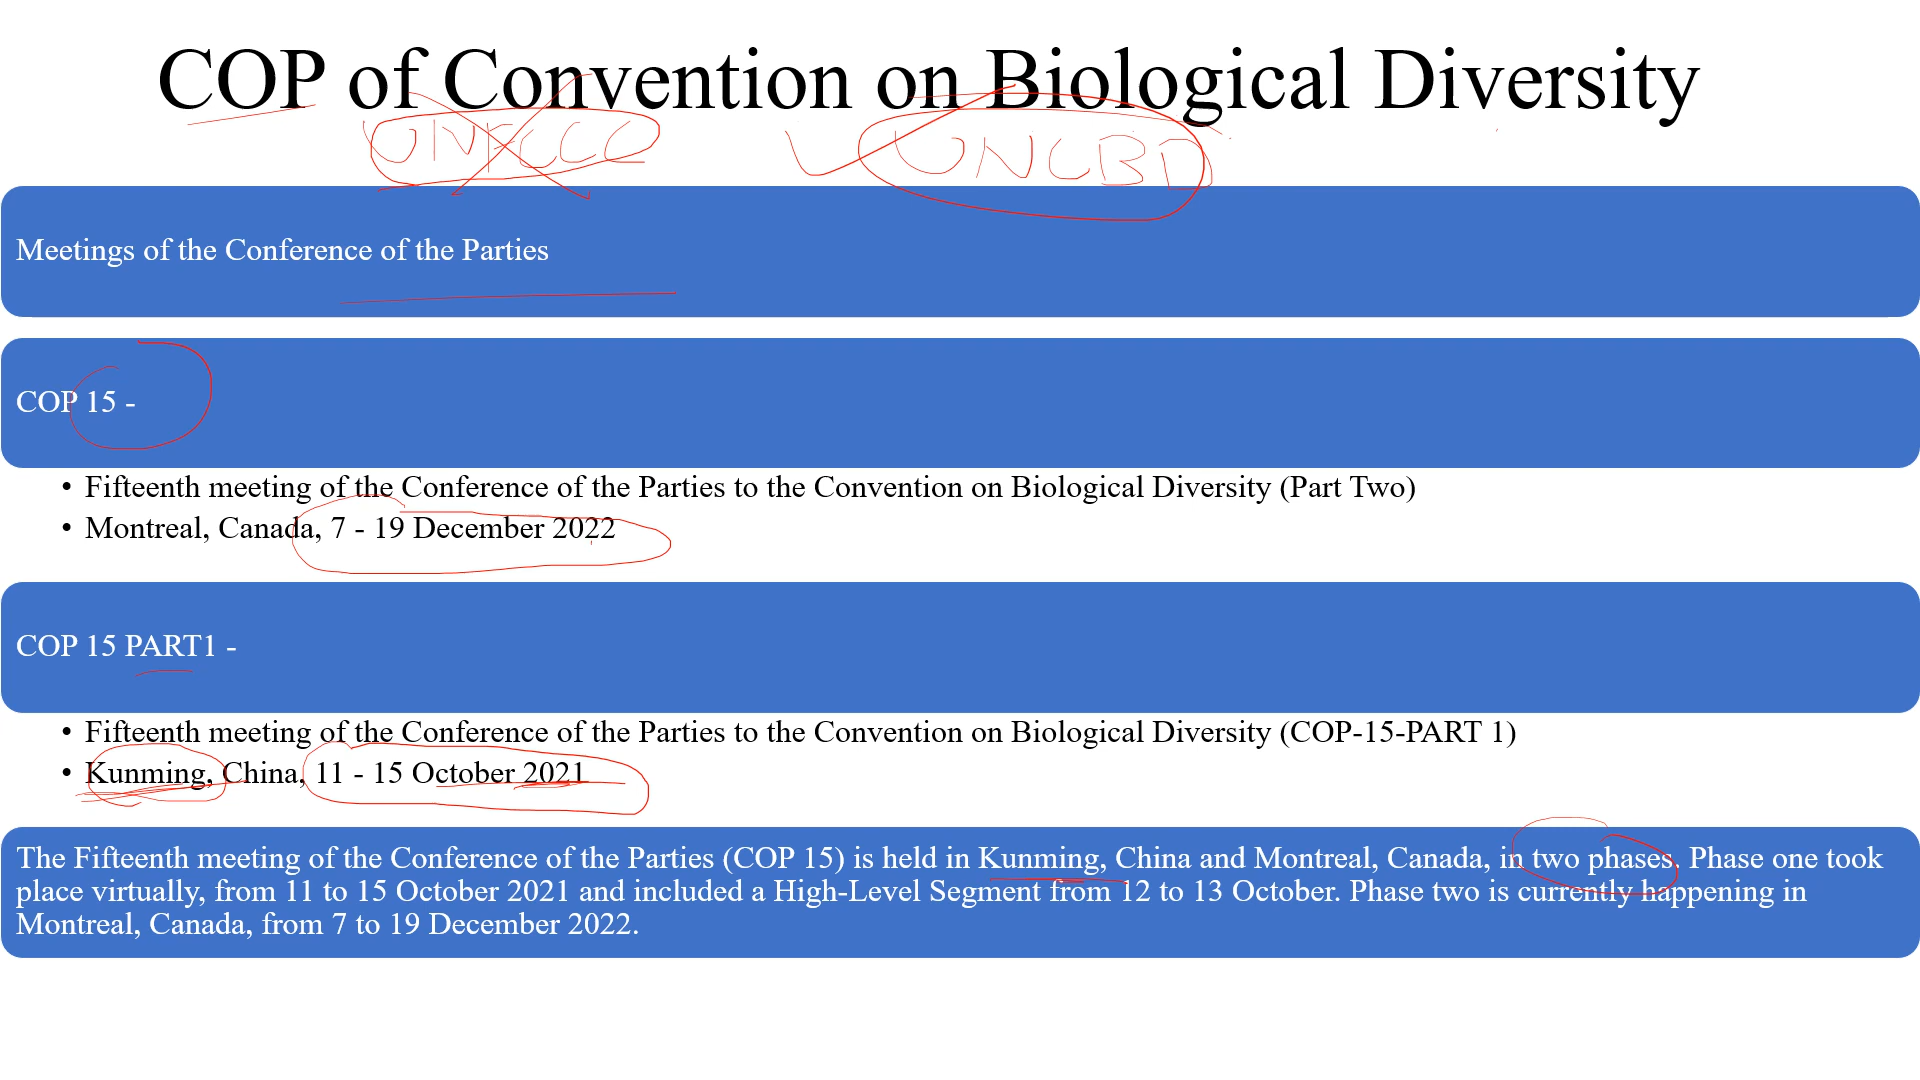 COP of Convention on Biological Diversity
UNFCCC UNCBD
Meetings of the Conference of the Parties
COP 15 -
• Fifteenth meeting of the Conference of the Parties to the Convention on Biological Diversity (Part Two)
• Montreal, Canada, 7 - 19 December 2022
COP 15 PART1 -
• Fifteenth meeting of the Conference of the Parties to the Convention on Biological Diversity (COP-15-PART 1)
• Kunming, China, 11 - 15 October 2021
The Fifteenth meeting of the Conference of the Parties (COP 15) is held in Kunming, China and Montreal, Canada, in two phases. Phase one took
place virtually, from 11 to 15 October 2021 and included a High-Level Segment from 12 to 13 October. Phase two is currently happening in
Montreal, Canada, from 7 to 19 December 2022.